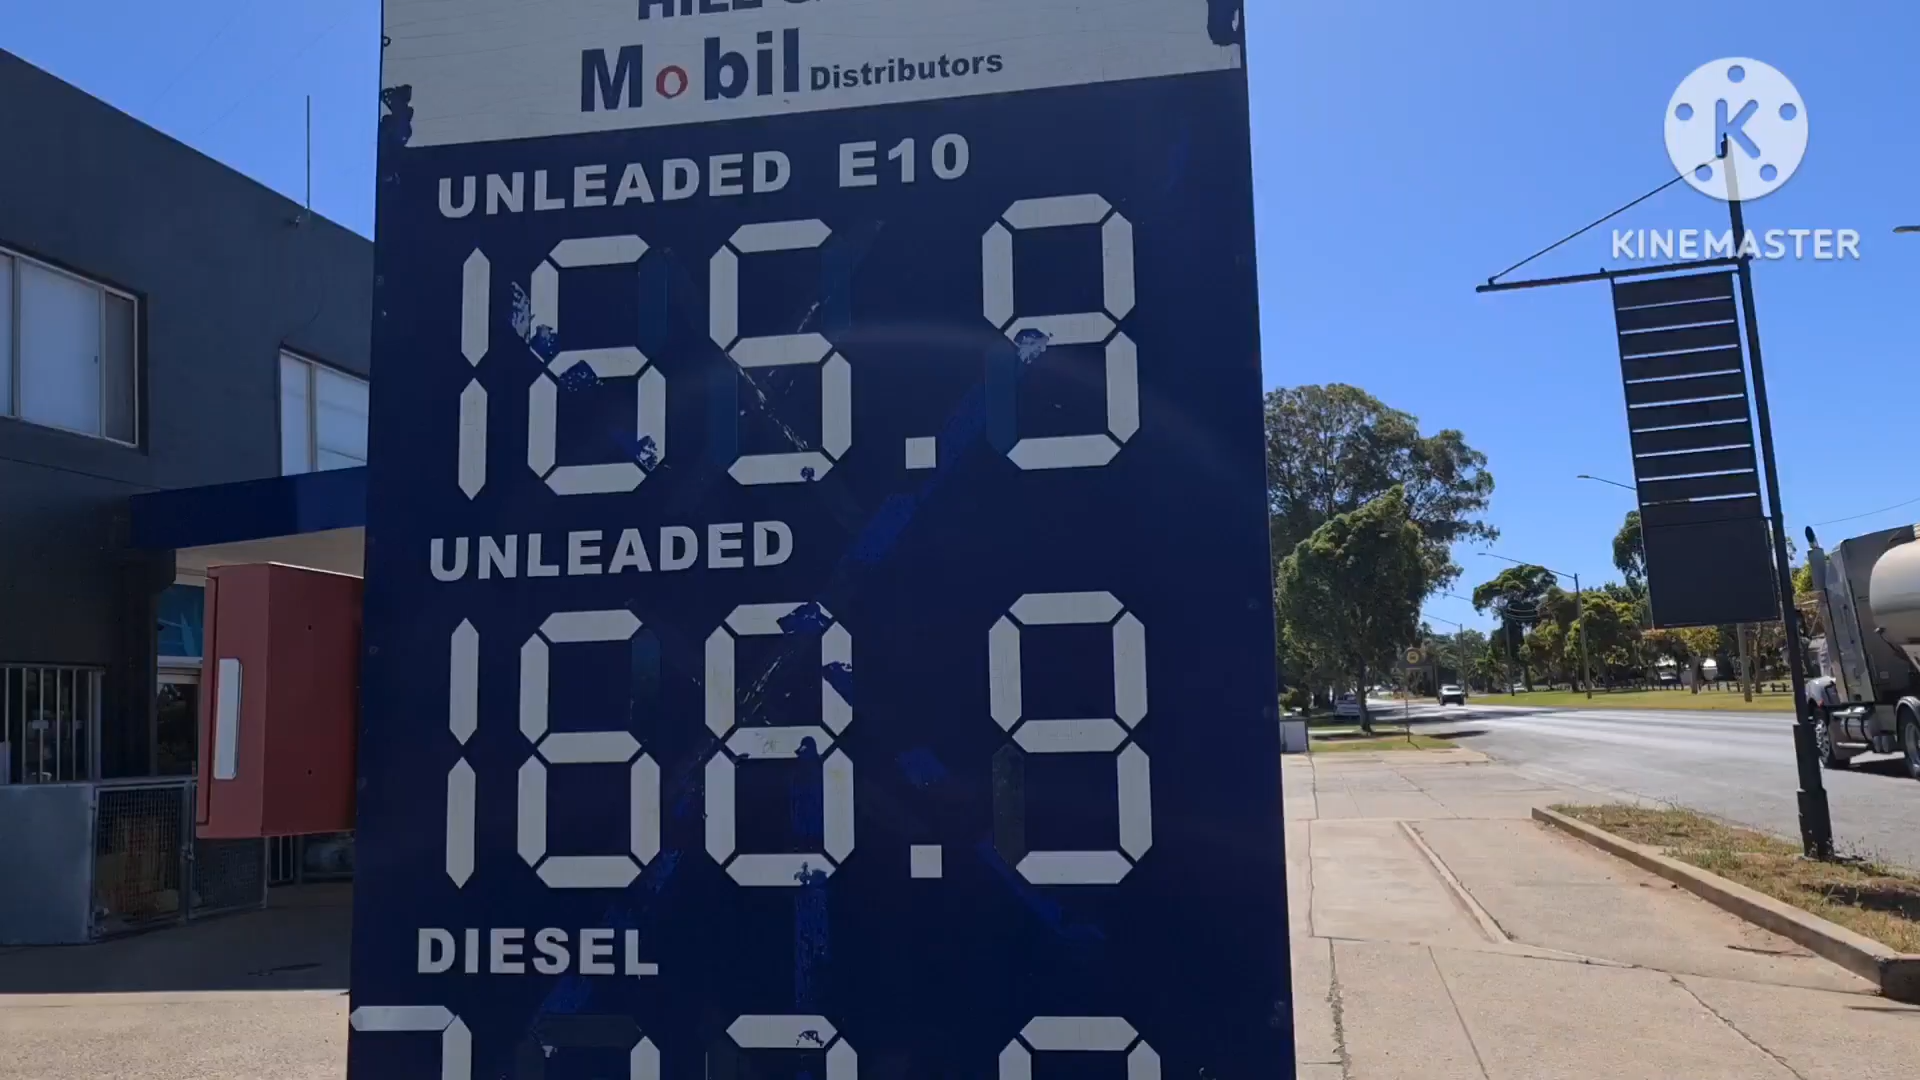 Mobil Distributors
UNLEADED E10
165.9
UNLEADED
168.9
DIESEL
K
KINEMASTER